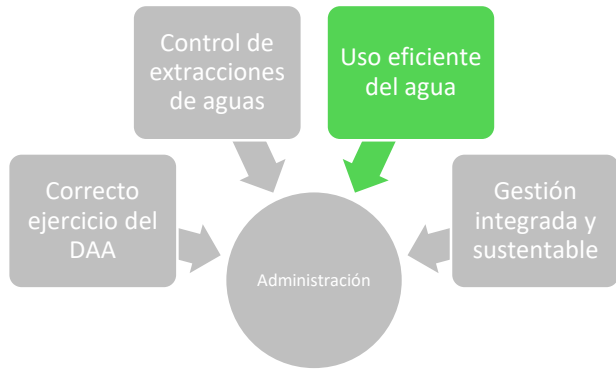 Control de
extracciones
de aguas
Uso eficiente
del agua
Correcto
ejercicio del
DAA
Gestión
integrada y
sustentable
Administración